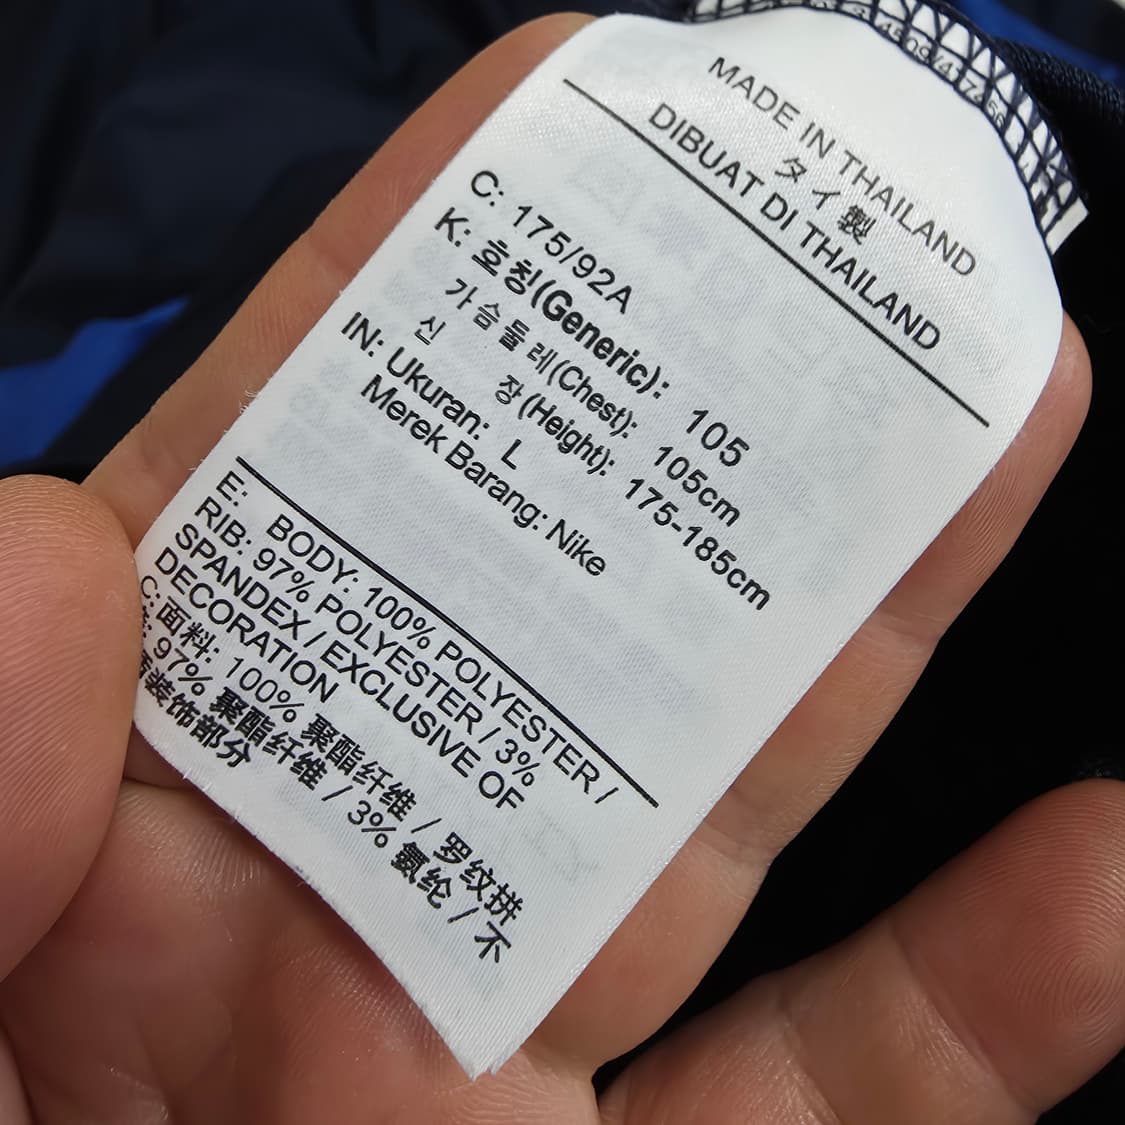 MADE IN THAILAND
タイ製
DIBUAT DI THAILAND
C: 175/92A
K: 호칭(Generic): 105
가슴둘레(Chest): 105cm
신 장(Height): 175-185cm
IN: Ukuran: L
Merek Barang: Nike
E: BODY: 100% POLYESTER /
RIB: 97% POLYESTER / 3%
SPANDEX / EXCLUSIVE OF
DECORATION
C: 面料: 100% 聚酯纤维 / 罗纹拼
97% 聚酯纤维 / 3% 氨纶 / 不
装饰部分